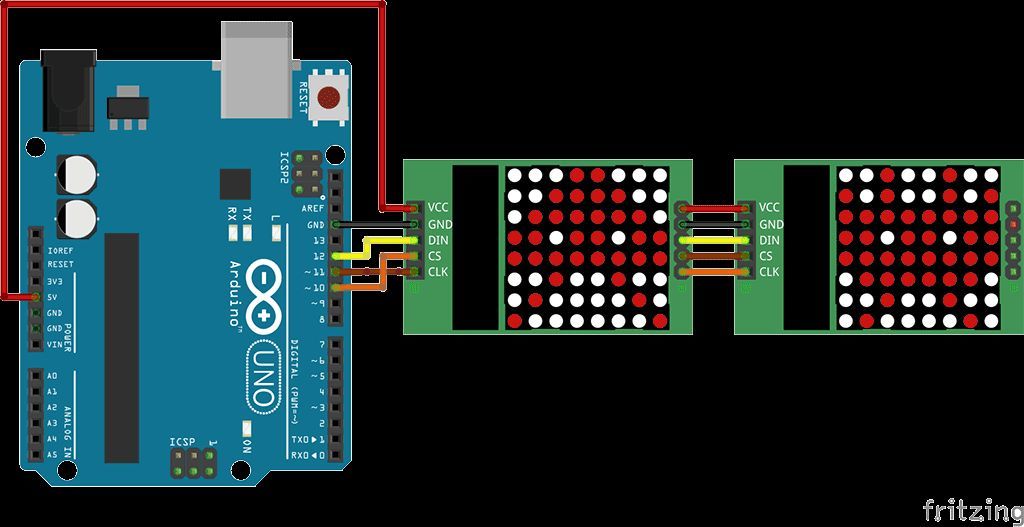 RESET
ICSP2
AREF
GND
13
12
~11
~10
~9
8
7
~6
~5
4
~3
2
TX0▶1
RX0◀0
TX
RX
L
Arduino™
UNO
DIGITAL (PWM=~)
ON
IOREF
RESET
3V3
5V
GND
GND
VIN
POWER
A0
A1
A2
A3
A4
A5
ANALOG IN
ICSP
1
VCC
GND
DIN
CS
CLK
VCC
GND
DIN
CS
CLK
fritzing